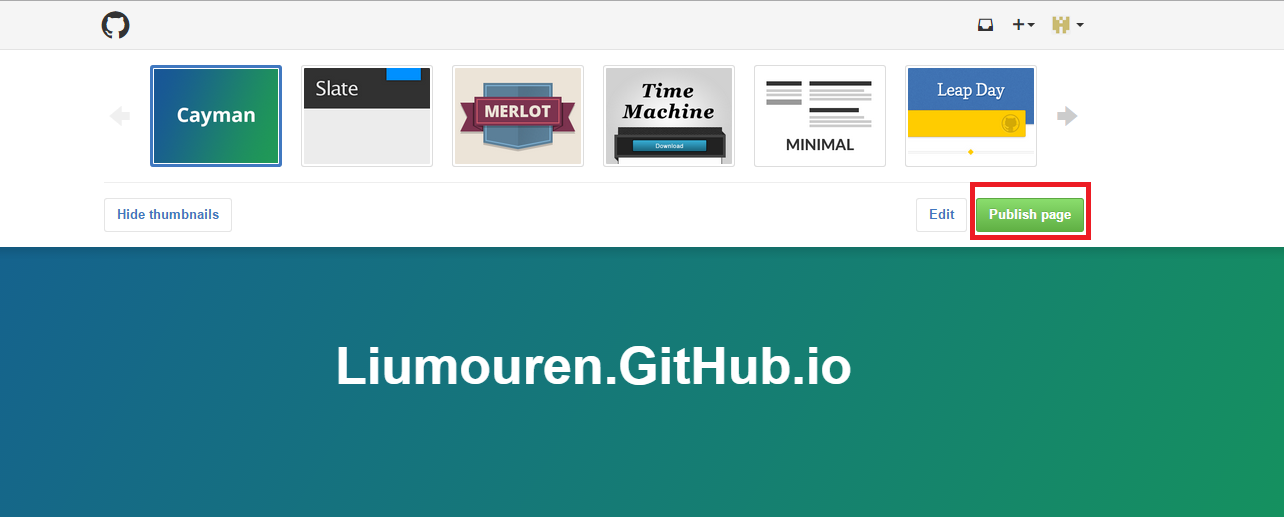 Cayman
Slate
MERLOT
Time
Machine
Download
MINIMAL
Leap Day
Hide thumbnails
Edit
Publish page
Liumouren.GitHub.io